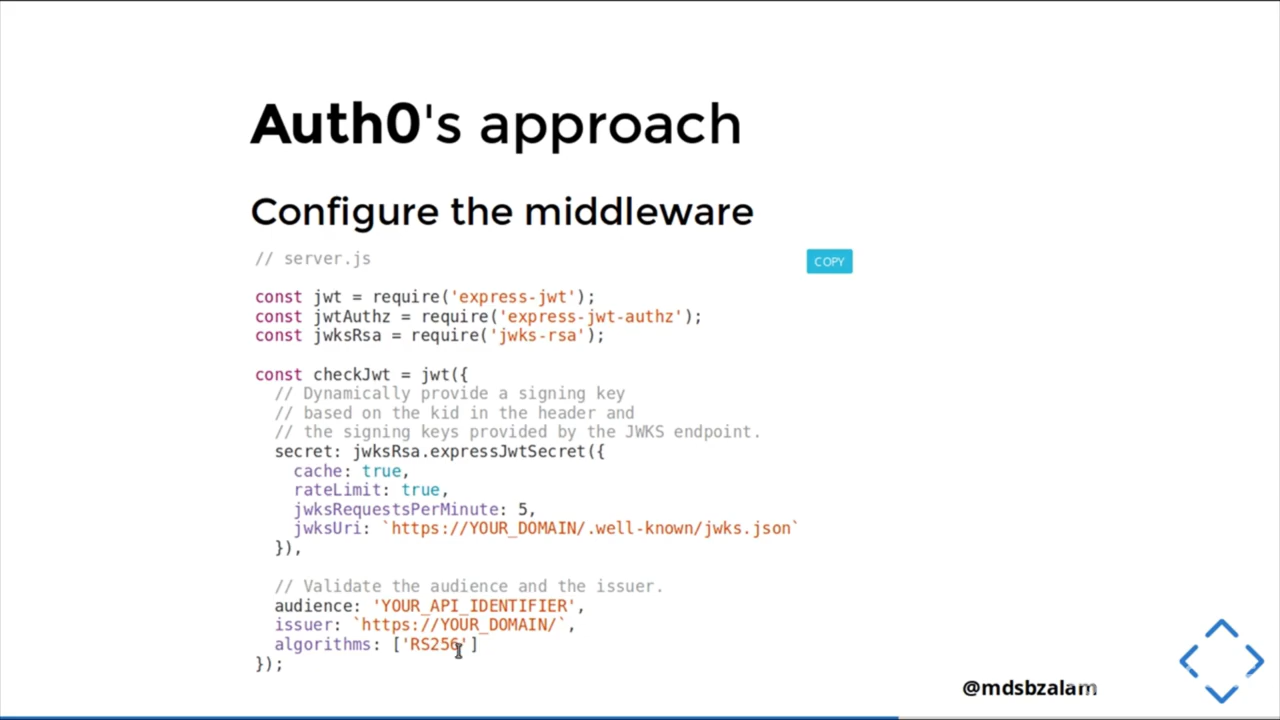 Auth0's approach
Configure the middleware
// server.js
COPY
const jwt = require('express-jwt');
const jwtAuthz = require('express-jwt-authz');
const jwksRsa = require('jwks-rsa');
const checkJwt = jwt({
  // Dynamically provide a signing key
  // based on the kid in the header and
  // the signing keys provided by the JWKS endpoint.
  secret: jwksRsa.expressJwtSecret({
    cache: true,
    rateLimit: true,
    jwksRequestsPerMinute: 5,
    jwksUri: `https://YOUR_DOMAIN/.well-known/jwks.json`
  }),
  // Validate the audience and the issuer.
  audience: 'YOUR_API_IDENTIFIER',
  issuer: `https://YOUR_DOMAIN/`,
  algorithms: ['RS256']
});
@mdsbzalam